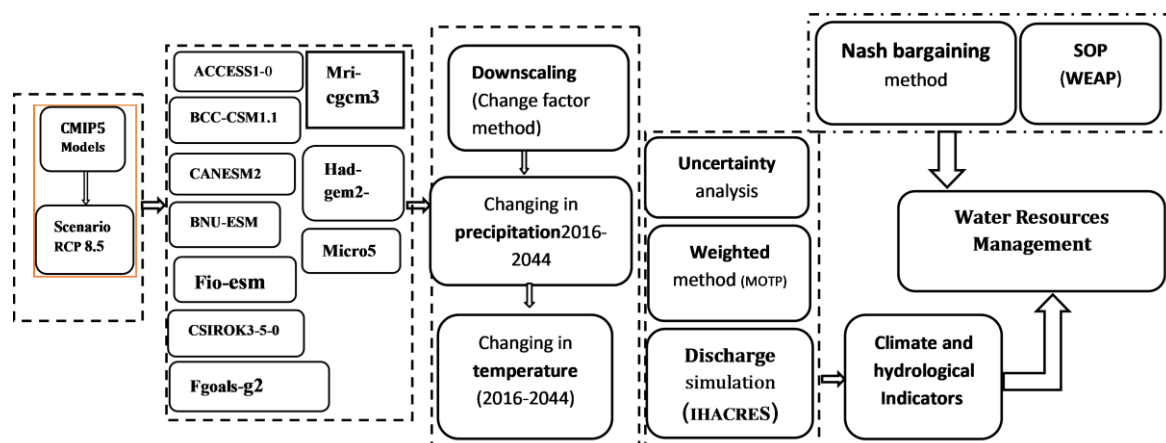 CMIP5
Models
Scenario
RCP 8.5
ACCESS1-0
BCC-CSM1.1
CANESM2
BNU-ESM
Fio-esm
CSIROK3-5-0
Fgoals-g2
Mri-
cgcm3
Had-
gem2-
Micro5
Downscaling
(Change factor
method)
Changing in
precipitation2016-
2044
Changing in
temperature
(2016-2044)
Uncertainty
analysis
Weighted
method (MOTP)
Discharge
simulation
(IHACRES)
Climate and
hydrological
Indicators
Nash bargaining
method
SOP
(WEAP)
Water Resources
Management